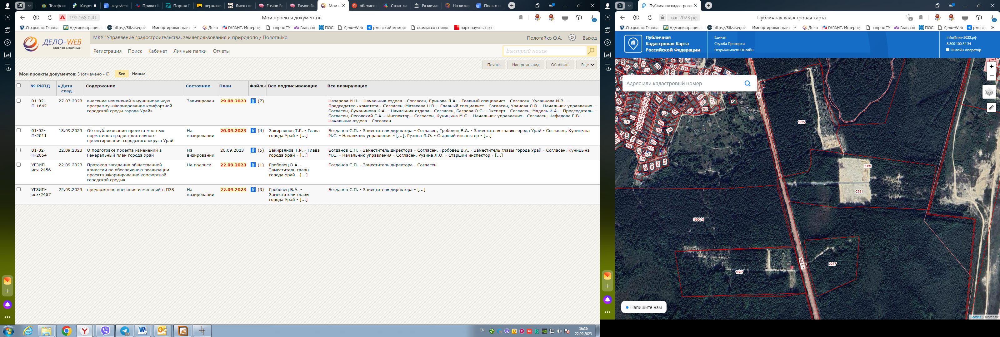 15
Телефон
Kasper
zayavleni
Приказ М
Портал Г
нержаве
Листы из
Fusion Br
Fusion Br
Мои п
обелиск
Стоит ли
Различия
На визир
Пост. о п
192.168.0.41
Мои проекты документов
31
Открытая. Главна
Администрация г.
https://86.sir.egov.
Импортированные
Дело
ГАРАНТ. Интернет
запрос ТУ
Главная
ПОС
Дело-Web
ржевский мемори
скамья со спинко
парк научных раз
24
ДЕЛО-WEB
главная страница
МКУ "Управление градостроительства, землепользования и природопо / Полотайко
Полотайко О.А.
Выход
Регистрация Поиск Кабинет Личные папки Отчеты
Быстрый поиск
Печать Настроить вид Обновить Еще
Мои проекты документов: 5 (отмечено - 0) Все Новые
№ РКПД Дата созд. Содержание Состояние План Файлы Все подписывающие Все визирующие
01-02-П-1642 27.07.2023 внесение изменений в муниципальную программу «Формирование комфортной городской среды города Урай» Завизирован 29.08.2023 (7)
Назарова И.Н. - Начальник отдела - Согласен, Еринова Л.А. - Главный специалист - Согласен, Хусаинова И.В. -
Председатель комитета - Согласен, Матвеева Н.В. - Главный специалист - Согласен, Уланова Л.В. - Начальник управления -
Согласен, Лучанинова К.А. - Начальник отдела - Согласен, Багрова О.С. - Эксперт - Согласен, Мядель И.А. - Председатель -
Согласен, Лесовский Е.А. - Инспектор - Согласен, Куницына М.С. - Начальник управления - Согласен, Нефедова Е.В. -
Начальник отдела - Согласен
01-02-П-2011 18.09.2023 Об опубликовании проекта местных нормативов градостроительного проектирования городского округа Урай На визировании 20.09.2023 (4) Закирзянов Т.Р. - Глава города Урай - [...]
Богданов С.П. - Заместитель директора - Согласен, Гробовец В.А. - Заместитель главы города Урай - Согласен, Куницына
М.С. - Начальник управления - [...], Рузина Л.О. - Старший инспектор - [...]
01-02-П-2054 22.09.2023 О подготовке проекта изменений в Генеральный план города Урай На визировании 26.09.2023 (5) Закирзянов Т.Р. - Глава города Урай - [...]
Богданов С.П. - Заместитель директора - Согласен, Гробовец В.А. - Заместитель главы города Урай - Согласен, Куницына
М.С. - Начальник управления - Согласен, Рузина Л.О. - Старший инспектор - [...]
УГЗИП-исх-2456 22.09.2023 Протокол заседания общественной комиссии по обеспечению реализации проекта «Формирование комфортной городской среды» На подписи 22.09.2023 (1) Гробовец В.А. - Заместитель главы города Урай - [...]
Богданов С.П. - Заместитель директора - Согласен
УГЗИП-исх-2467 22.09.2023 предложения внесения изменений в ПЗЗ На визировании 22.09.2023 (3) Гробовец В.А. - Заместитель главы города Урай - [...]
Богданов С.П. - Заместитель директора - [...]
EN
16:16
22.09.2023
1
Публичная кадастрова
пкк-2023.рф
Публичная кадастровая карта
2
31
Открытая. Главна
Администрация г.
https://86.sir.egov.
Импортированные
Дело
ГАРАНТ. Интернет
запрос ТУ
Главная
ПОС
Дело-Web
ржевс
24
Публичная
Кадастровая Карта
Российской Федерации
Единая
Служба Проверки
Недвижимости Онлайн
info@пкк-2023.рф
8 800 100 34 34
Онлайн-оператор
Адрес или кадастровый номер
+
−
356
1935
2391
2391
1860/4
1067
2227
2427/1
Напишите нам
Leaflet | Rosreestr